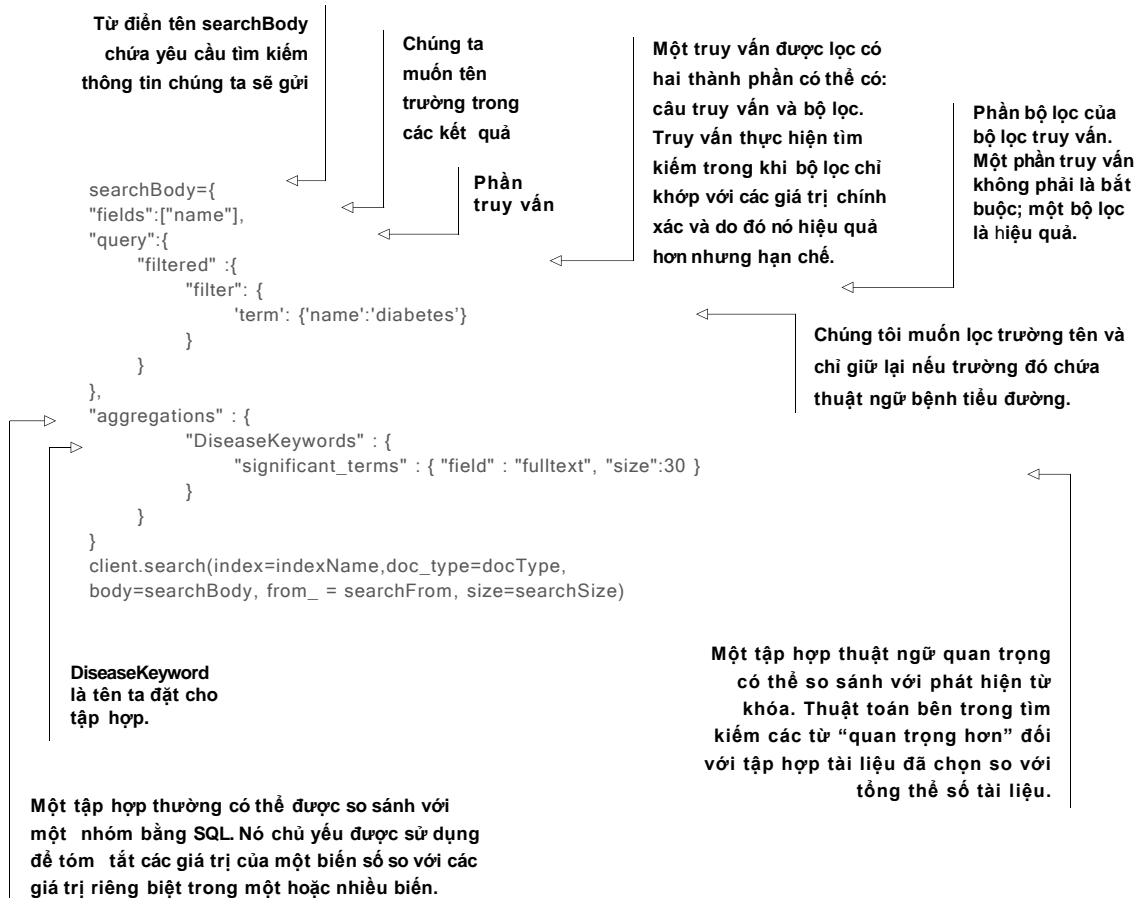 Từ điển tên searchBody
chứa yêu cầu tìm kiếm
thông tin chúng ta sẽ gửi
Chúng ta
muốn tên
trường trong
các kết quả
Một truy vấn được lọc có
hai thành phần có thể có:
câu truy vấn và bộ lọc.
Truy vấn thực hiện tìm
kiếm trong khi bộ lọc chỉ
khớp với các giá trị chính
xác và do đó nó hiệu quả
hơn nhưng hạn chế.
Phần bộ lọc của
bộ lọc truy vấn.
Một phần truy vấn
không phải là bắt
buộc; một bộ lọc
là hiệu quả.
Phần
truy vấn
searchBody={
"fields":["name"],
"query":{
"filtered" :{
"filter": {
'term': {'name':'diabetes’}
}
}
},
"aggregations" : {
"DiseaseKeywords" : {
"significant_terms" : { "field" : "fulltext", "size":30 }
}
}
}
client.search(index=indexName,doc_type=docType,
body=searchBody, from_ = searchFrom, size=searchSize)
Chúng tôi muốn lọc trường tên và
chỉ giữ lại nếu trường đó chứa
thuật ngữ bệnh tiểu đường.
DiseaseKeyword
là tên ta đặt cho
tập hợp.
Một tập hợp thuật ngữ quan trọng
có thể so sánh với phát hiện từ
khóa. Thuật toán bên trong tìm
kiếm các từ “quan trọng hơn” đối
với tập hợp tài liệu đã chọn so với
tổng thể số tài liệu.
Một tập hợp thường có thể được so sánh với
một nhóm bằng SQL. Nó chủ yếu được sử dụng
để tóm tắt các giá trị của một biến số so với các
giá trị riêng biệt trong một hoặc nhiều biến.